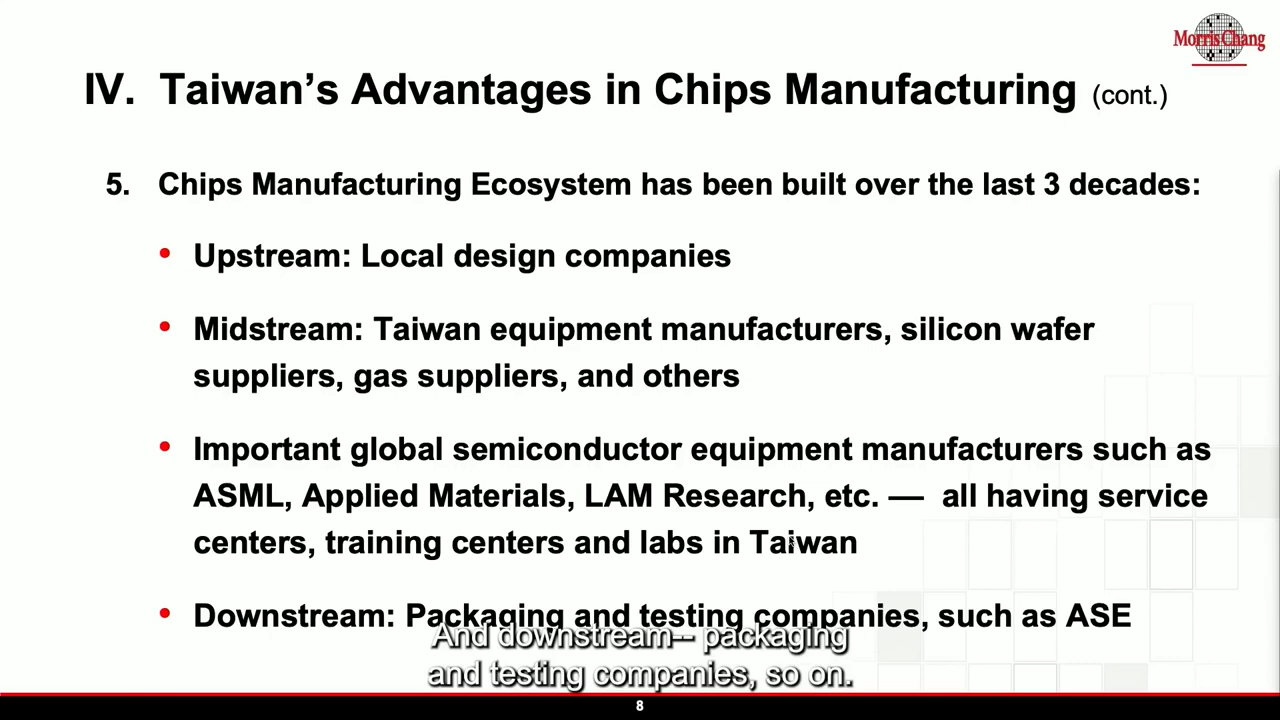 Morris Chang
IV. Taiwan's Advantages in Chips Manufacturing (cont.)
5. Chips Manufacturing Ecosystem has been built over the last 3 decades:
• Upstream: Local design companies
• Midstream: Taiwan equipment manufacturers, silicon wafer
suppliers, gas suppliers, and others
• Important global semiconductor equipment manufacturers such as
ASML, Applied Materials, LAM Research, etc. — all having service
centers, training centers and labs in Taiwan
• Downstream: Packaging and testing companies, such as ASE
And downstream-- packaging
and testing companies, so on.
8